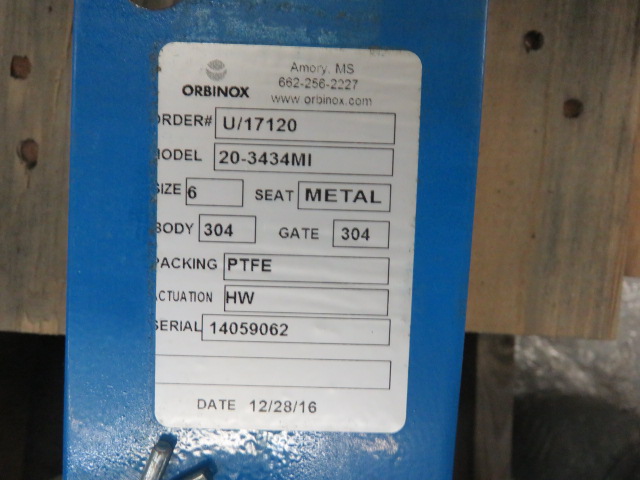 ORBINOX
Amory, MS
662-256-2227
www.orbinox.com
ORDER# U/17120
MODEL 20-3434MI
SIZE 6 SEAT METAL
BODY 304 GATE 304
PACKING PTFE
ACTUATION HW
SERIAL 14059062
DATE 12/28/16